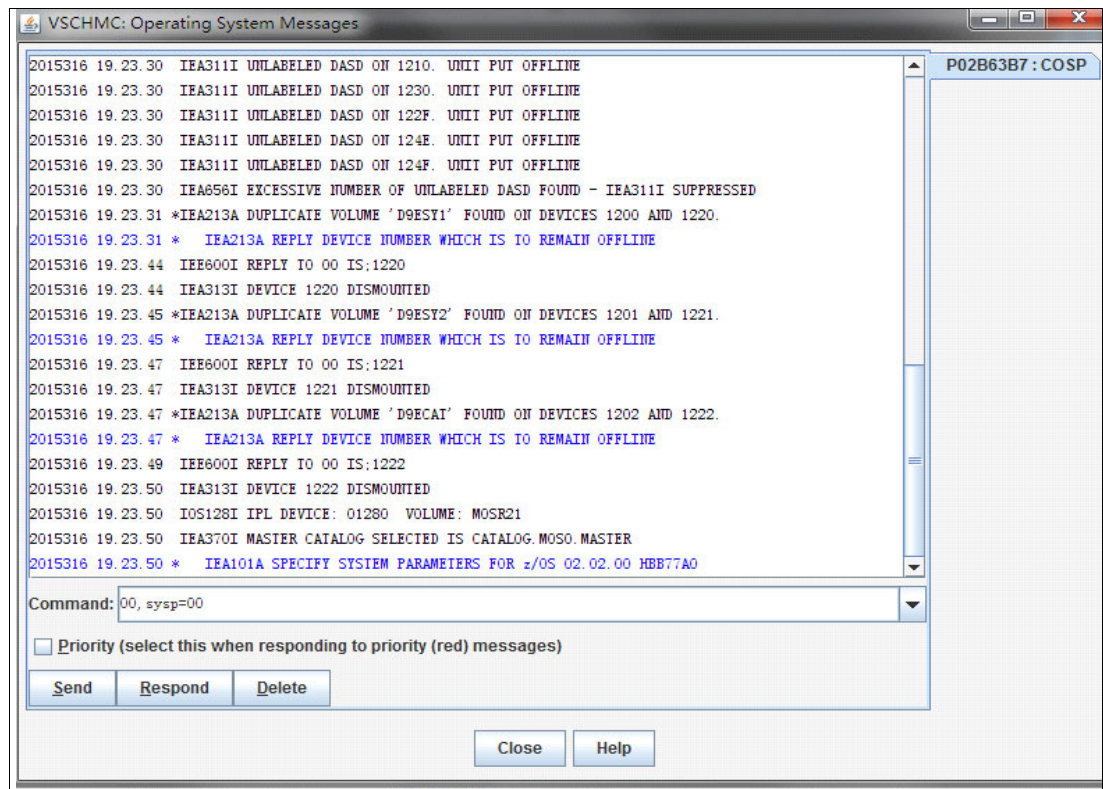 VSCHMC: Operating System Messages
P02B63B7:COSP
2015316 19.23.30 IEA311I UNLABELED DASD ON 1210. UNIT PUT OFFLINE
2015316 19.23.30 IEA311I UNLABELED DASD ON 1230. UNIT PUT OFFLINE
2015316 19.23.30 IEA311I UNLABELED DASD ON 122F. UNIT PUT OFFLINE
2015316 19.23.30 IEA311I UNLABELED DASD ON 124E. UNIT PUT OFFLINE
2015316 19.23.30 IEA311I UNLABELED DASD ON 124F. UNIT PUT OFFLINE
2015316 19.23.30 IEA656I EXCESSIVE NUMBER OF UNLABELED DASD FOUND - IEA311I SUPPRESSED
2015316 19.23.31 *IEA213A DUPLICATE VOLUME 'D9ESY1' FOUND ON DEVICES 1200 AND 1220.
2015316 19.23.31 * IEA213A REPLY DEVICE NUMBER WHICH IS TO REMAIN OFFLINE
2015316 19.23.44 IEE600I REPLY TO 00 IS;1220
2015316 19.23.44 IEA313I DEVICE 1220 DISMOUNTED
2015316 19.23.45 *IEA213A DUPLICATE VOLUME 'D9ESY2' FOUND ON DEVICES 1201 AND 1221.
2015316 19.23.45 * IEA213A REPLY DEVICE NUMBER WHICH IS TO REMAIN OFFLINE
2015316 19.23.47 IEE600I REPLY TO 00 IS;1221
2015316 19.23.47 IEA313I DEVICE 1221 DISMOUNTED
2015316 19.23.47 *IEA213A DUPLICATE VOLUME 'D9ECAT' FOUND ON DEVICES 1202 AND 1222.
2015316 19.23.47 * IEA213A REPLY DEVICE NUMBER WHICH IS TO REMAIN OFFLINE
2015316 19.23.49 IEE600I REPLY TO 00 IS;1222
2015316 19.23.50 IEA313I DEVICE 1222 DISMOUNTED
2015316 19.23.50 IOS128I IPL DEVICE: 01280 VOLUME: MOSR21
2015316 19.23.50 IEA370I MASTER CATALOG SELECTED IS CATALOG.MOS0.MASTER
2015316 19.23.50 * IEA101A SPECIFY SYSTEM PARAMETERS FOR z/OS 02.02.00 HBB77A0
Command: 00, sysp=00
Priority (select this when responding to priority (red) messages)
Send Respond Delete
Close Help